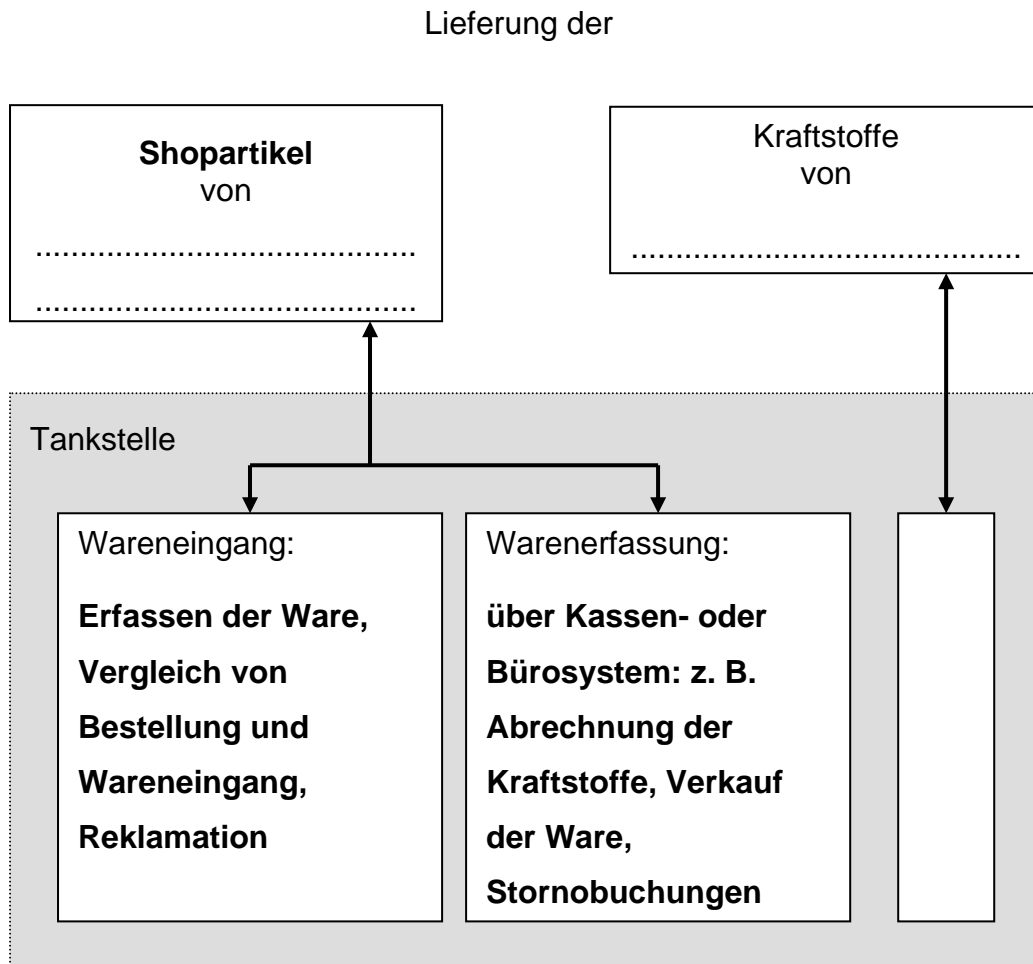 Lieferung der
Shopartikel
von
...........................................
...........................................
Kraftstoffe
von
............................................
Tankstelle
Wareneingang:
Erfassen der Ware,
Vergleich von
Bestellung und
Wareneingang,
Reklamation
Warenerfassung:
über Kassen- oder
Bürosystem: z. B.
Abrechnung der
Kraftstoffe, Verkauf
der Ware,
Stornobuchungen